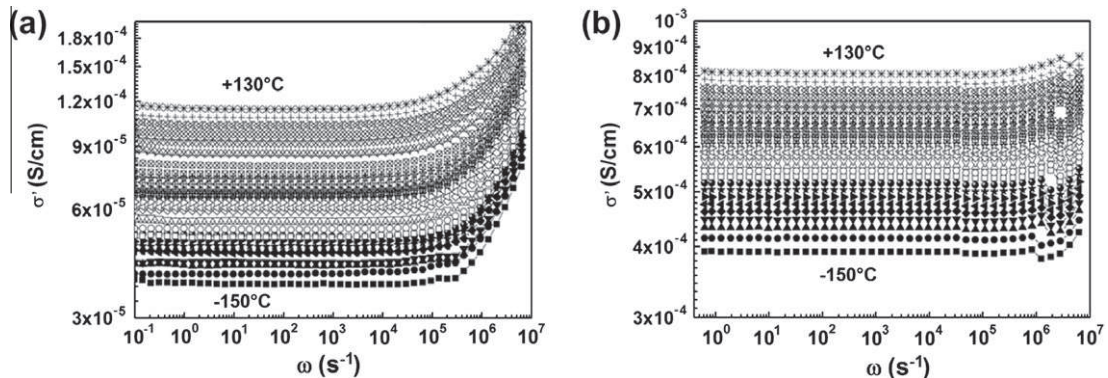 (a)
1.8x10⁻⁴
1.5x10⁻⁴
1.2x10⁻⁴
9x10⁻⁵
6x10⁻⁵
3x10⁻⁵
σ' (S/cm)
+130°C
-150°C
10⁻¹ 10⁰ 10¹ 10² 10³ 10⁴ 10⁵ 10⁶ 10⁷
ω (s⁻¹)
(b)
10⁻³
9x10⁻⁴
8x10⁻⁴
7x10⁻⁴
6x10⁻⁴
5x10⁻⁴
4x10⁻⁴
3x10⁻⁴
σ' (S/cm)
+130°C
-150°C
10⁰ 10¹ 10² 10³ 10⁴ 10⁵ 10⁶ 10⁷
ω (s⁻¹)